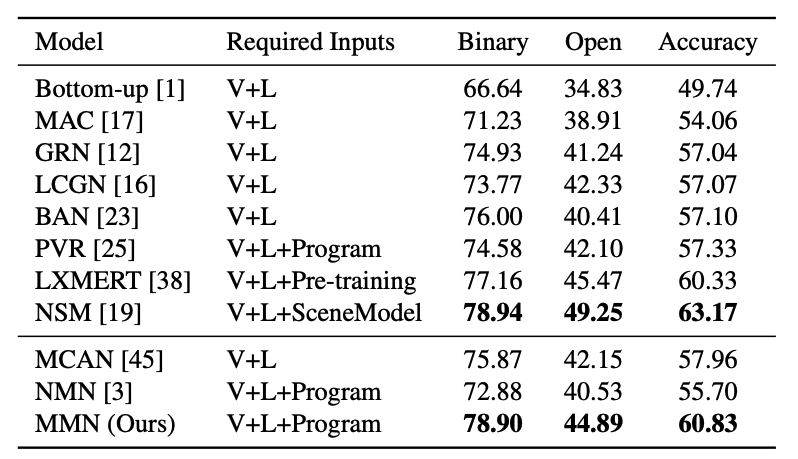 Model Required Inputs Binary Open Accuracy
Bottom-up [1] V+L 66.64 34.83 49.74
MAC [17] V+L 71.23 38.91 54.06
GRN [12] V+L 74.93 41.24 57.04
LCGN [16] V+L 73.77 42.33 57.07
BAN [23] V+L 76.00 40.41 57.10
PVR [25] V+L+Program 74.58 42.10 57.33
LXMERT [38] V+L+Pre-training 77.16 45.47 60.33
NSM [19] V+L+SceneModel 78.94 49.25 63.17
MCAN [45] V+L 75.87 42.15 57.96
NMN [3] V+L+Program 72.88 40.53 55.70
MMN (Ours) V+L+Program 78.90 44.89 60.83